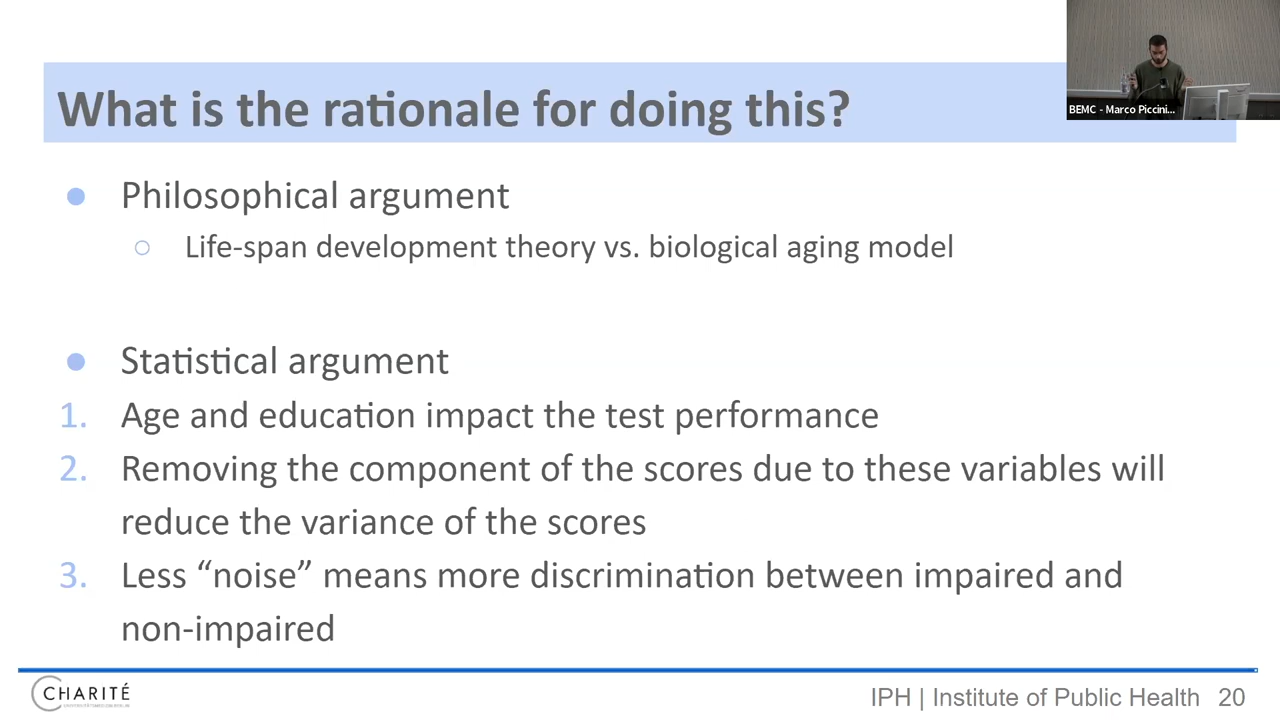 What is the rationale for doing this?
BEMC - Marco Piccini...
● Philosophical argument
○ Life-span development theory vs. biological aging model
● Statistical argument
1. Age and education impact the test performance
2. Removing the component of the scores due to these variables will
reduce the variance of the scores
3. Less “noise” means more discrimination between impaired and
non-impaired
CHARITÉ
UNIVERSITÄTSMEDIZIN BERLIN
IPH | Institute of Public Health 20